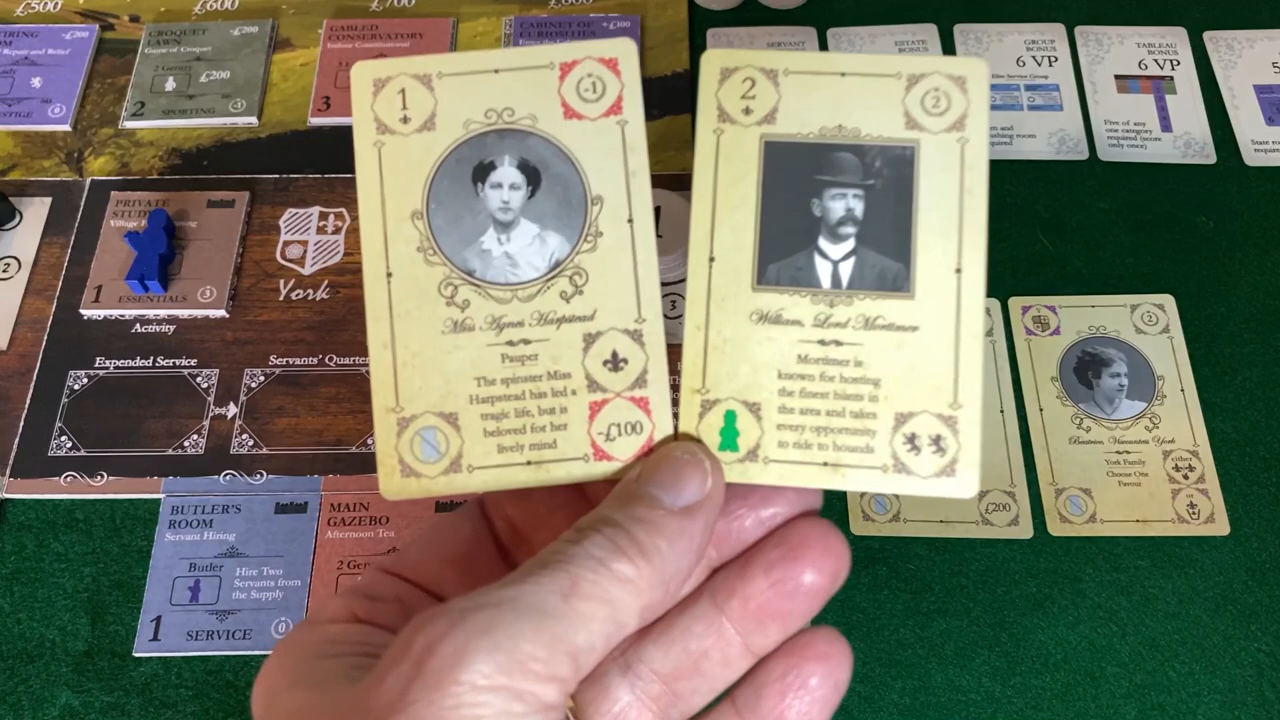 £500
£600
£700
-£200
Repair and Relief
CROQUET
LAWN
-£200
Game of Croquet
2 Gentry
£200
2
SPORTING
-1
GABLED
CONSERVATORY
Indoor Constitutional
3
CABINET OF
CURIOSITIES
+£100
SERVANT
ESTATE
BONUS
GROUP
BONUS
6 VP
Elite Service Group
TABLEAU
BONUS
6 VP
Five of any
one category
required (score
only once)
5
PRIVATE
STUDY
1
ESSENTIALS
3
York
Activity
Expended Service
Servants' Quarters
2
3
1
-1
Miss Agnes Harpstead
Pauper
The spinster Miss
Harpstead has led a
tragic life, but is
beloved for her
lively mind
-£100
2
2
William, Lord Mortimer
Mortimer is
known for hosting
the finest hunts in
the area and takes
every opportunity
to ride to hounds
£200
2
Beatrice, Viscountess York
York Family
Choose One
Favour
either
or
BUTLER'S
ROOM
Servant Hiring
Butler
Hire Two
Servants from
the Supply
1
SERVICE
0
MAIN
GAZEBO
Afternoon Tea